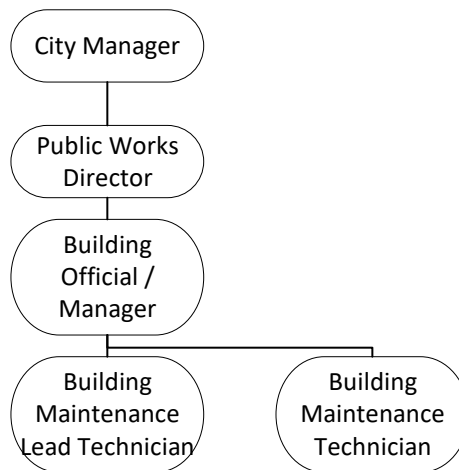 City Manager
Public Works
Director
Building
Official /
Manager
Building
Maintenance
Lead Technician
Building
Maintenance
Technician